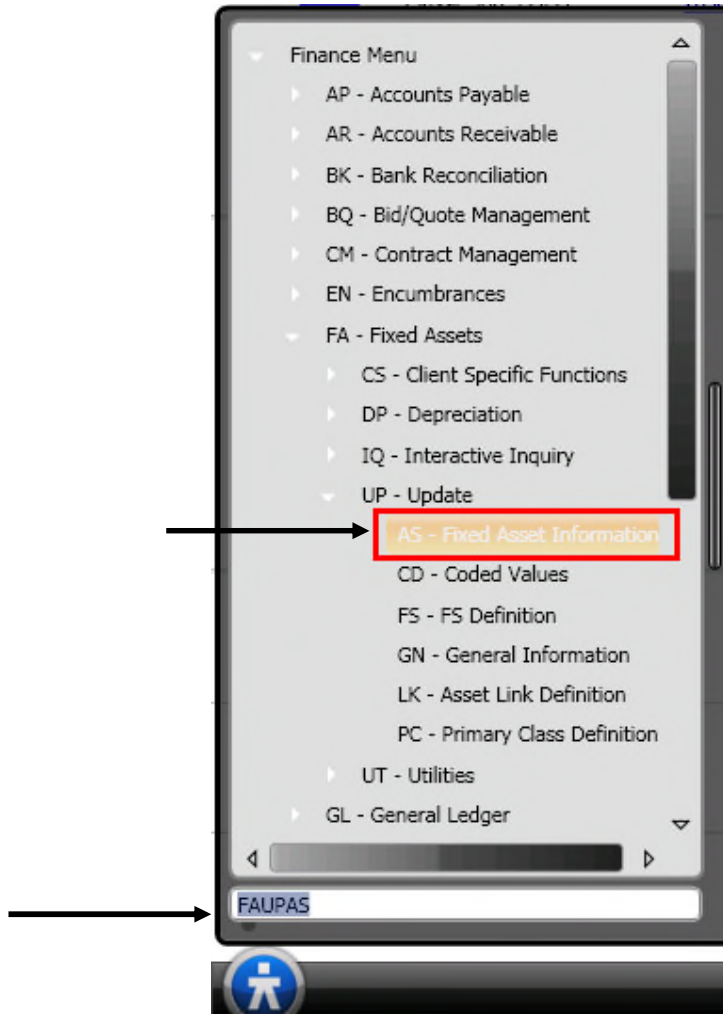 Finance Menu
AP - Accounts Payable
AR - Accounts Receivable
BK - Bank Reconciliation
BQ - Bid/Quote Management
CM - Contract Management
EN - Encumbrances
FA - Fixed Assets
CS - Client Specific Functions
DP - Depreciation
IQ - Interactive Inquiry
UP - Update
AS - Fixed Asset Information
CD - Coded Values
FS - FS Definition
GN - General Information
LK - Asset Link Definition
PC - Primary Class Definition
UT - Utilities
GL - General Ledger
FAUPAS